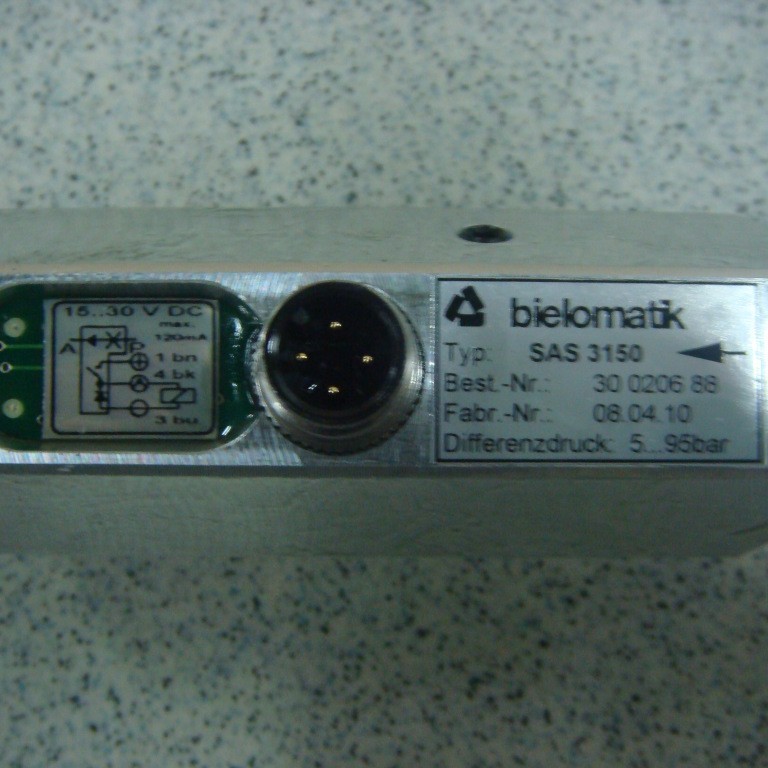 15...30 V DC
max.
120mA
A
1 bn
4 bk
3 bu
bielomatik
Typ: SAS 3150
Best.-Nr.: 30 0206 88
Fabr.-Nr.: 08.04.10
Differenzdruck: 5...95bar